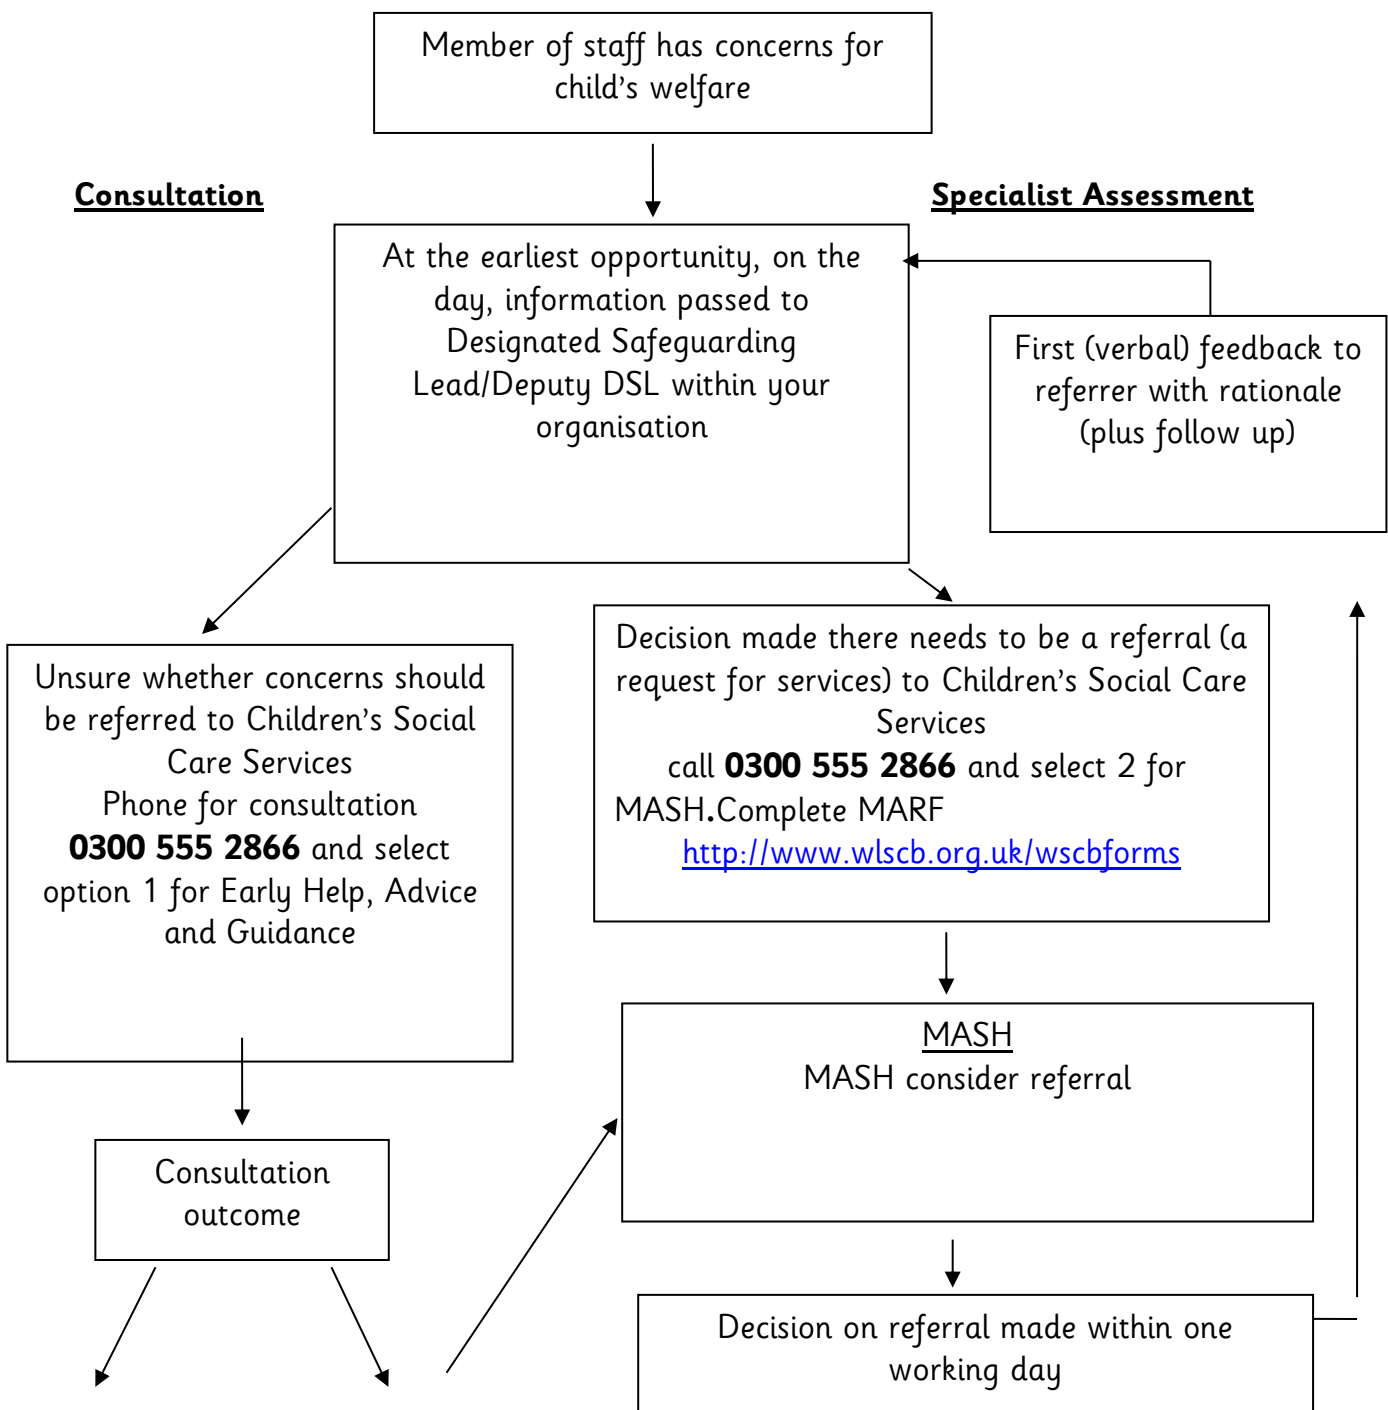 Member of staff has concerns for
child's welfare
Consultation
Specialist Assessment
At the earliest opportunity, on the
day, information passed to
Designated Safeguarding
Lead/Deputy DSL within your
organisation
First (verbal) feedback to
referrer with rationale
(plus follow up)
Unsure whether concerns should
be referred to Children's Social
Care Services
Phone for consultation
0300 555 2866 and select
option 1 for Early Help, Advice
and Guidance
Decision made there needs to be a referral (a
request for services) to Children's Social Care
Services
call 0300 555 2866 and select 2 for
MASH.Complete MARF
http://www.wlscb.org.uk/wscbforms
MASH
MASH consider referral
Consultation
outcome
Decision on referral made within one
working day